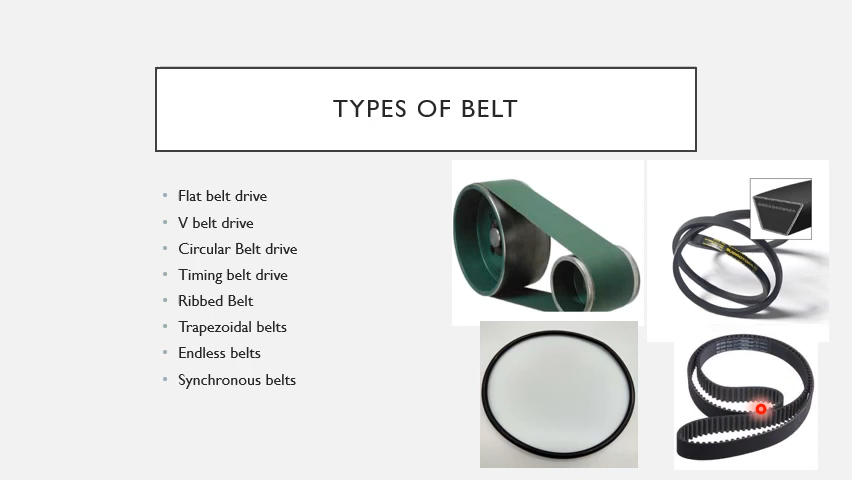 TYPES OF BELT
Flat belt drive
V belt drive
Circular Belt drive
Timing belt drive
Ribbed Belt
Trapezoidal belts
Endless belts
Synchronous belts